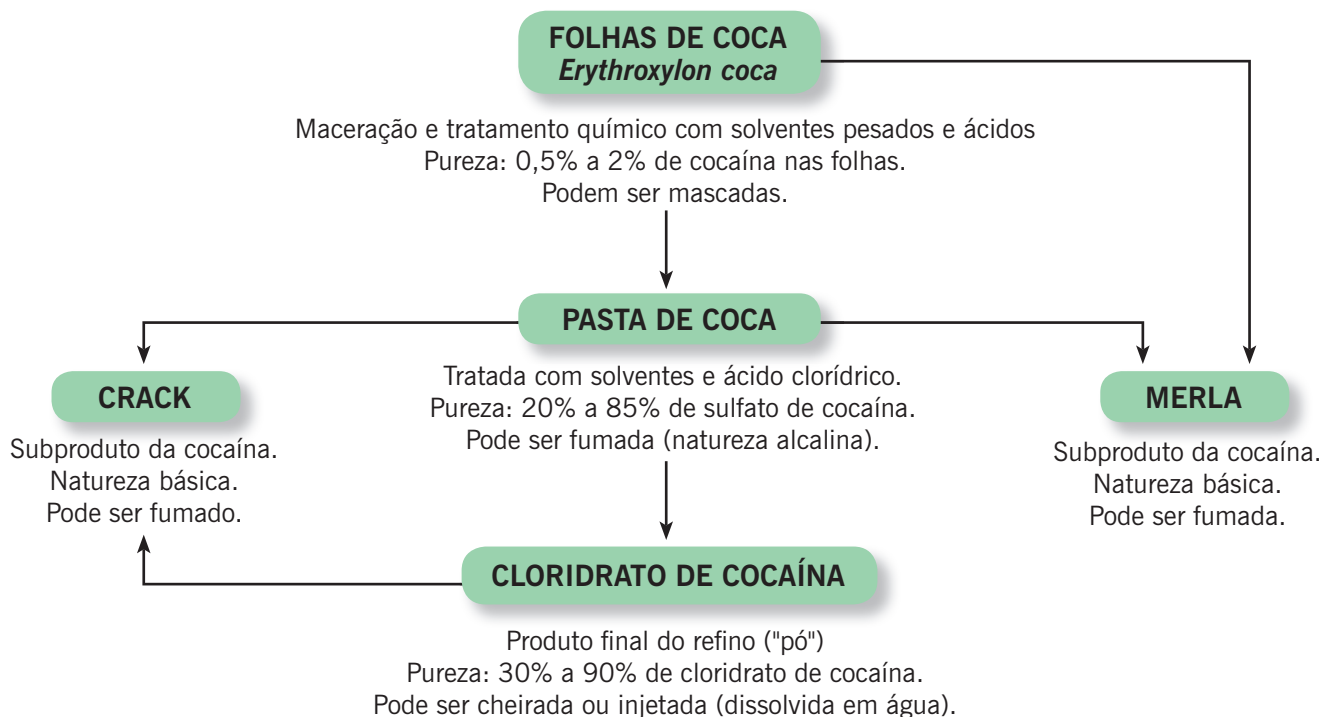 FOLHAS DE COCA
Erythroxylon coca
Maceração e tratamento químico com solventes pesados e ácidos
Pureza: 0,5% a 2% de cocaína nas folhas.
Podem ser mascadas.
PASTA DE COCA
Tratada com solventes e ácido clorídrico.
Pureza: 20% a 85% de sulfato de cocaína.
Pode ser fumada (natureza alcalina).
CRACK
Subproduto da cocaína.
Natureza básica.
Pode ser fumado.
MERLA
Subproduto da cocaína.
Natureza básica.
Pode ser fumada.
CLORIDRATO DE COCAÍNA
Produto final do refino ("pó")
Pureza: 30% a 90% de cloridrato de cocaína.
Pode ser cheirada ou injetada (dissolvida em água).